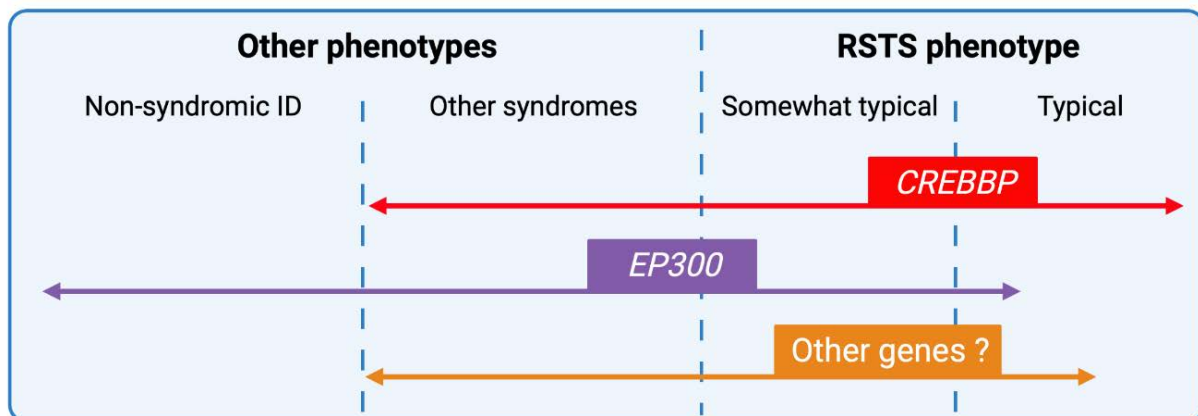 Other phenotypes RSTS phenotype
Non-syndromic ID Other syndromes Somewhat typical Typical
CREBBP
EP300
Other genes ?